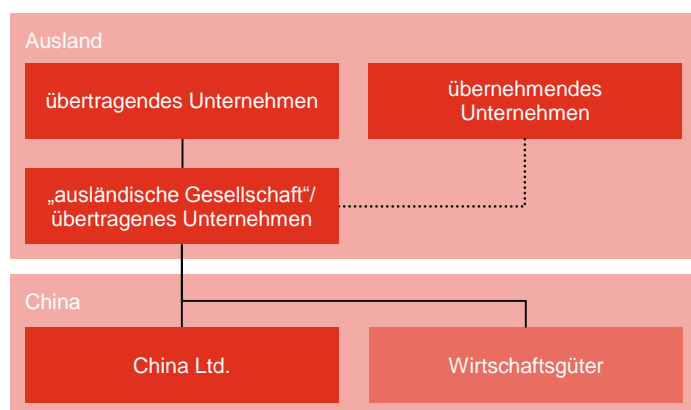 Ausland
übertragendes Unternehmen
übernehmendes
Unternehmen
„ausländische Gesellschaft“/
übertragenes Unternehmen
China
China Ltd.
Wirtschaftsgüter